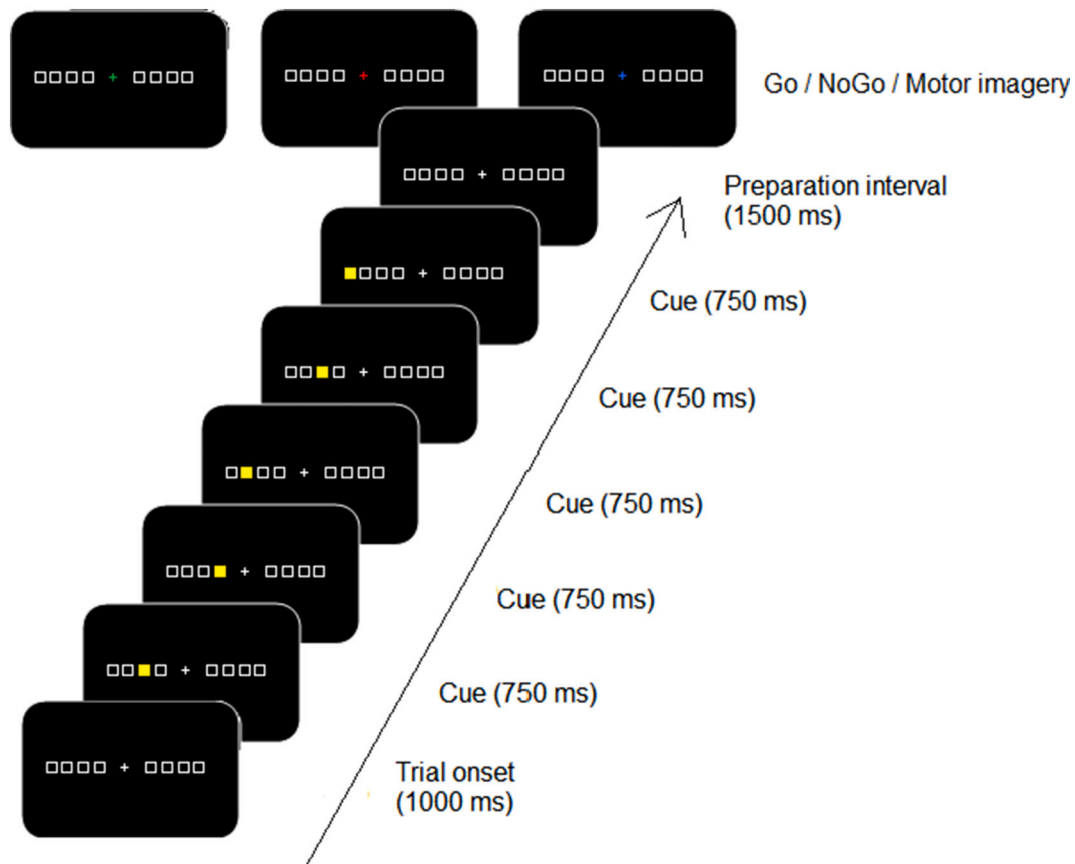 Go / NoGo / Motor imagery
Preparation interval
(1500 ms)
Cue (750 ms)
Cue (750 ms)
Cue (750 ms)
Cue (750 ms)
Cue (750 ms)
Trial onset
(1000 ms)